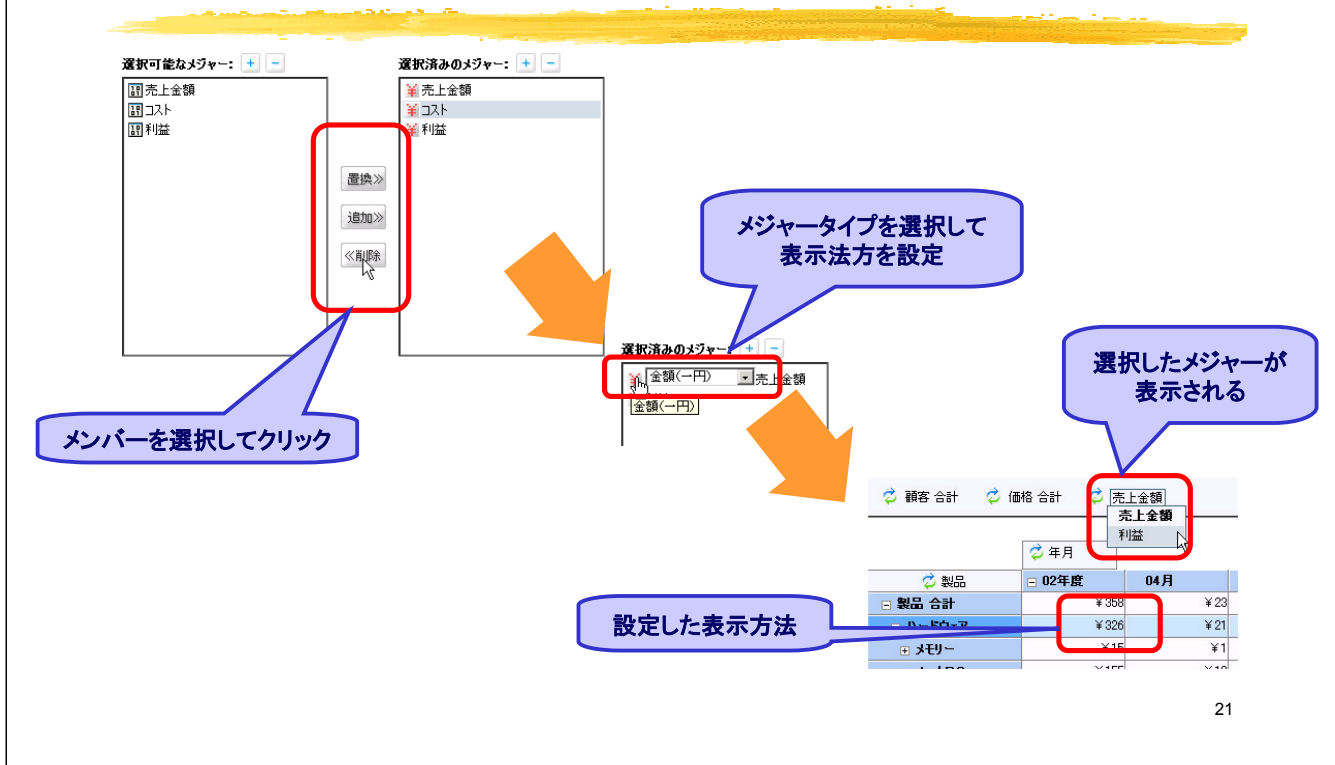 選択可能なメジャー: + -
売上金額
コスト
利益
選択済みのメジャー: + -
売上金額
コスト
利益
置換≫
追加≫
≪削除
メンバーを選択してクリック
メジャータイプを選択して
表示法方を設定
選択済みのメジャー: + -
金額(一円)
売上金額
金額(一円)
選択したメジャーが
表示される
顧客 合計
価格 合計
売上金額
売上金額
利益
年月
製品
02年度
04月
製品 合計
¥358
¥23
ハードウェア
¥326
¥21
メモリー
¥15
¥1
設定した表示方法
21